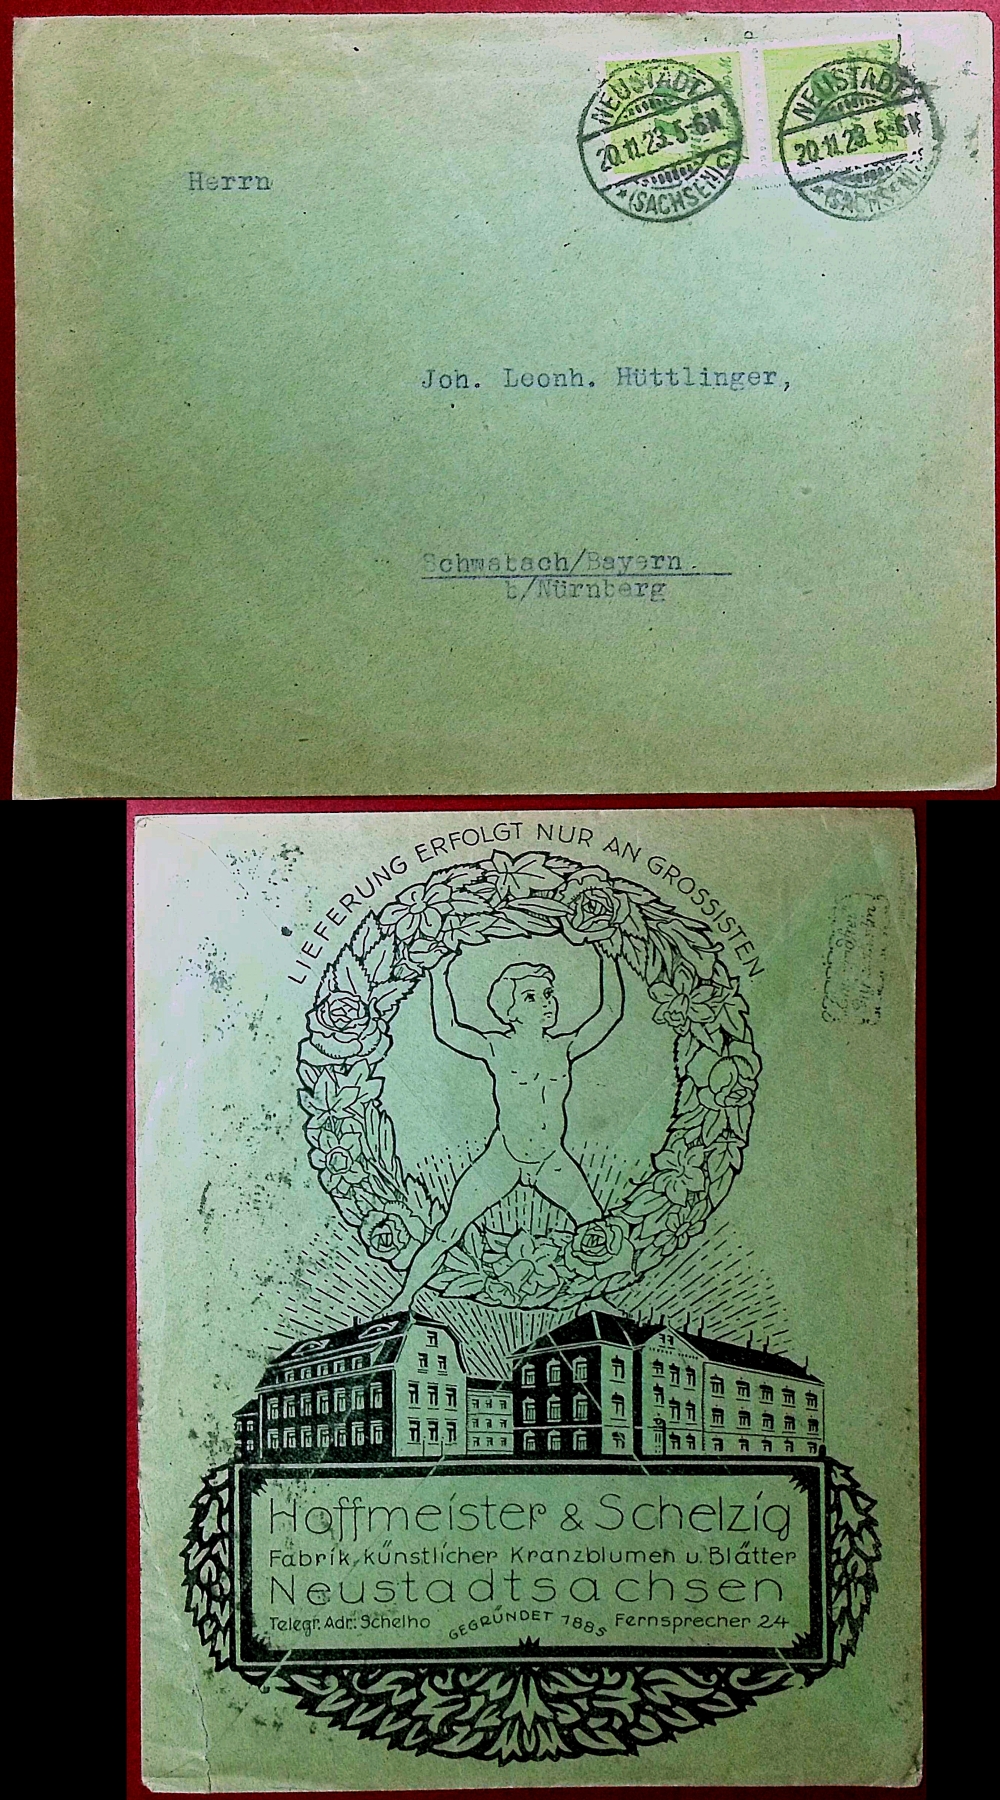 NEUSTADT
20.11.23. 5-6N
*(SACHSEN)C
NEUSTADT
20.11.23. 5-6N
*(SACHSEN)
Herrn
Joh. Leonh. Hüttlinger,
Schwabach/Bayern.
b/Nürnberg
LIEFERUNG ERFOLGT NUR AN GROSSISTEN
Hoffmeister & Schelzig
Fabrik künstlicher Kranzblumen u. Blätter
Neustadtsachsen
Telegr. Adr.: Schelho GEGRÜNDET 1885 Fernsprecher 24